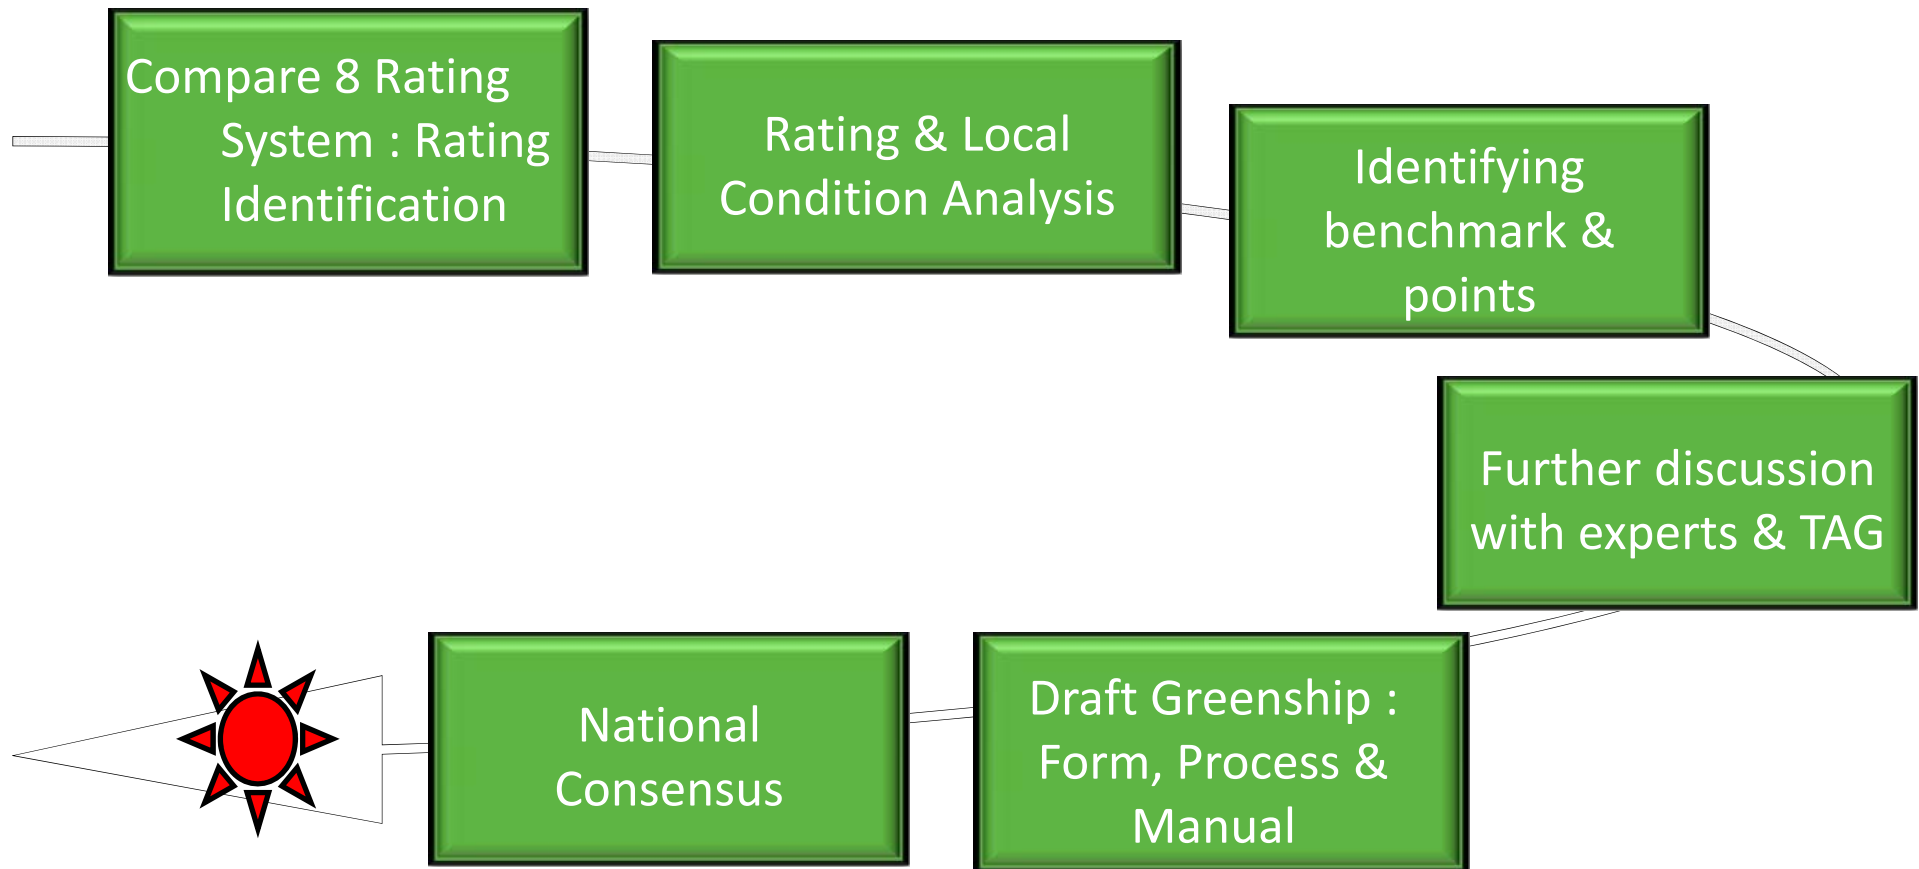 Compare 8 Rating
System : Rating
Identification
Rating & Local
Condition Analysis
Identifying
benchmark &
points
Further discussion
with experts & TAG
Draft Greenship :
Form, Process &
Manual
National
Consensus